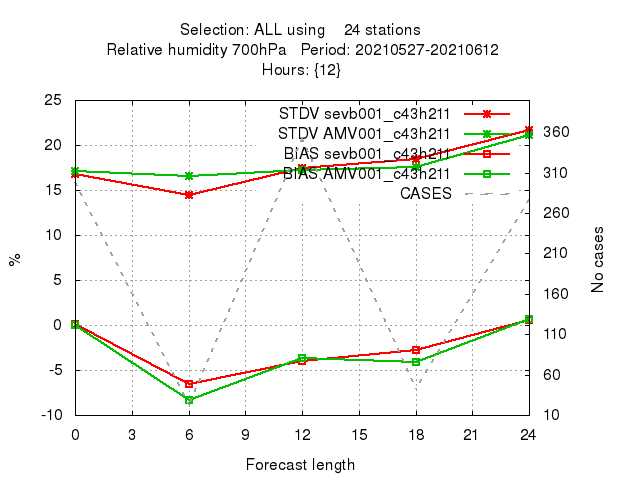 Selection: ALL using 24 stations
Relative humidity 700hPa Period: 20210527-20210612
Hours: {12}
STDV sevb001_c43h211
STDV AMV001_c43h211
BIAS sevb001_c43h211
BIAS AMV001_c43h211
CASES
%
25
20
15
10
5
0
-5
-10
No cases
360
310
260
210
160
110
60
10
0 3 6 9 12 15 18 21 24
Forecast length